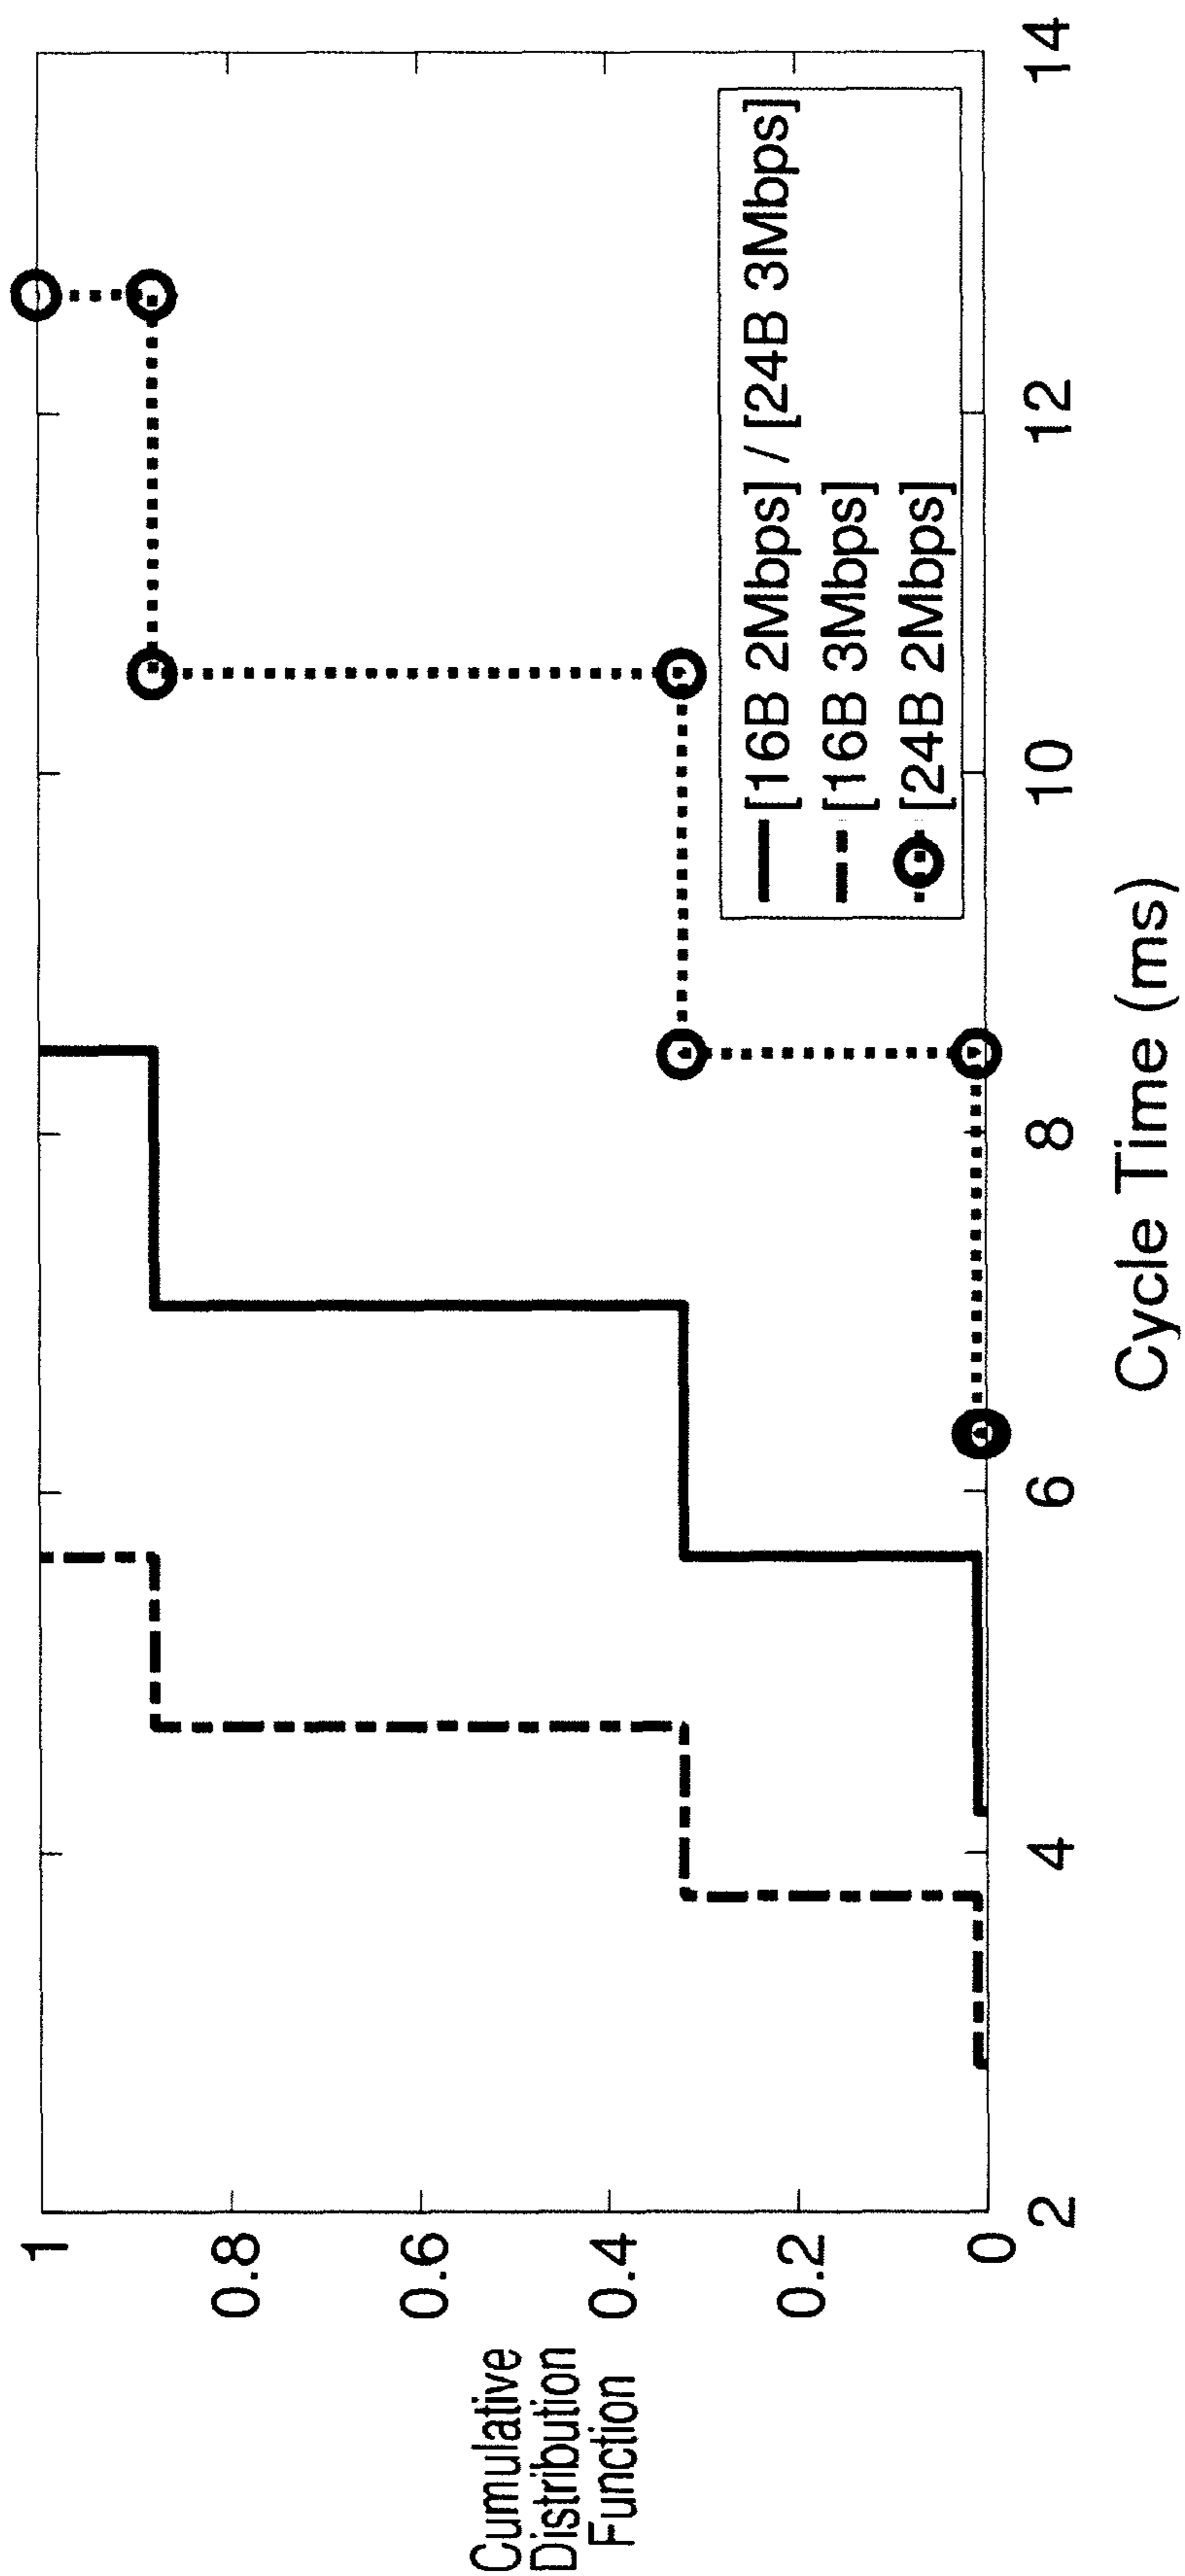 Cumulative
Distribution
Function
1
0.8
0.6
0.4
0.2
0
2
4
6
8
10
12
14
Cycle Time (ms)
[16B 2Mbps] / [24B 3Mbps]
[16B 3Mbps]
[24B 2Mbps]